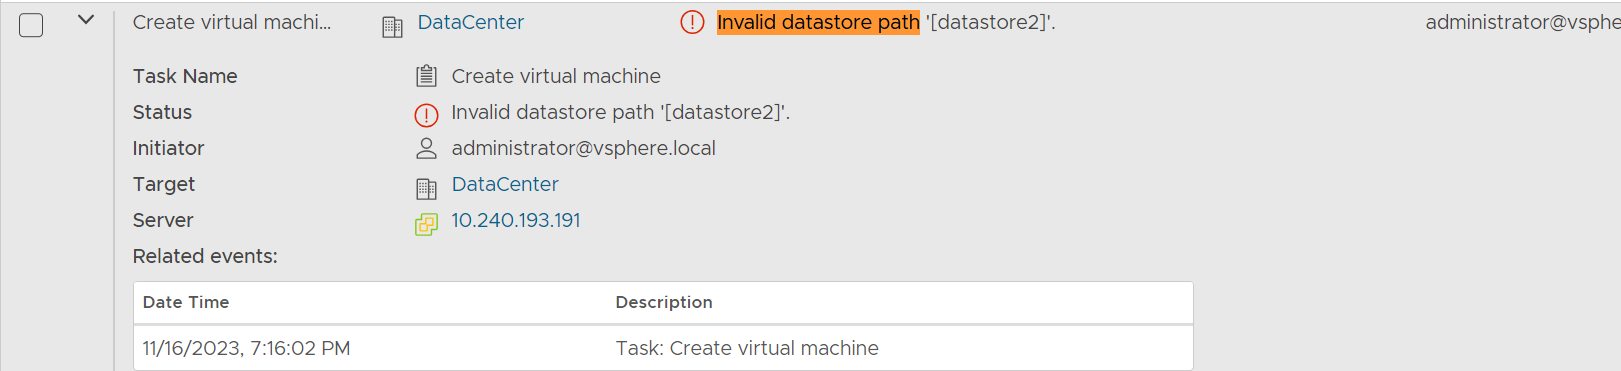 Create virtual machi... DataCenter Invalid datastore path '[datastore2]'. administrator@vsphe
Task Name Create virtual machine
Status Invalid datastore path '[datastore2]'.
Initiator administrator@vsphere.local
Target DataCenter
Server 10.240.193.191
Related events:
Date Time Description
11/16/2023, 7:16:02 PM Task: Create virtual machine